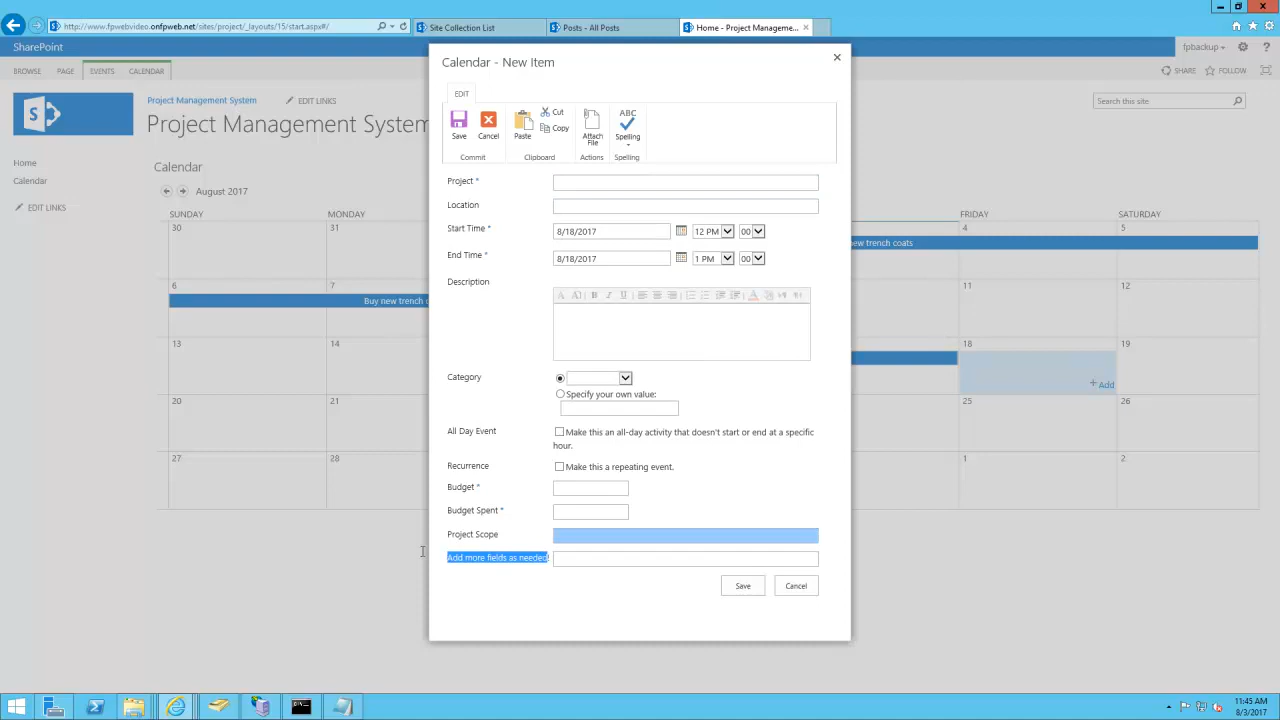 http://www.fpwebvideo.onfpweb.net/sites/project/_layouts/15/start.aspx#/
Site Collection List
Posts - All Posts
Home - Project Manageme...
SharePoint
fpbackup
BROWSE PAGE EVENTS CALENDAR
SHARE FOLLOW
Project Management System
EDIT LINKS
Project Management System
Search this site
Home
Calendar
EDIT LINKS
Calendar
August 2017
SUNDAY MONDAY FRIDAY SATURDAY
30 31 4 5
new trench coats
6 7 11 12
Buy new trench c
13 14 18 19
Add
20 21 25 26
27 28 1 2
Calendar - New Item
EDIT
Save Cancel Paste Cut
Copy
Attach File
ABC
Spelling
Commit Clipboard Actions Spelling
Project *
Location
Start Time * 8/18/2017 12 PM 00
End Time * 8/18/2017 1 PM 00
Description
Category
Specify your own value:
All Day Event Make this an all-day activity that doesn't start or end at a specific
hour.
Recurrence Make this a repeating event.
Budget *
Budget Spent *
Project Scope
Add more fields as needed!
Save Cancel
11:45 AM
8/3/2017